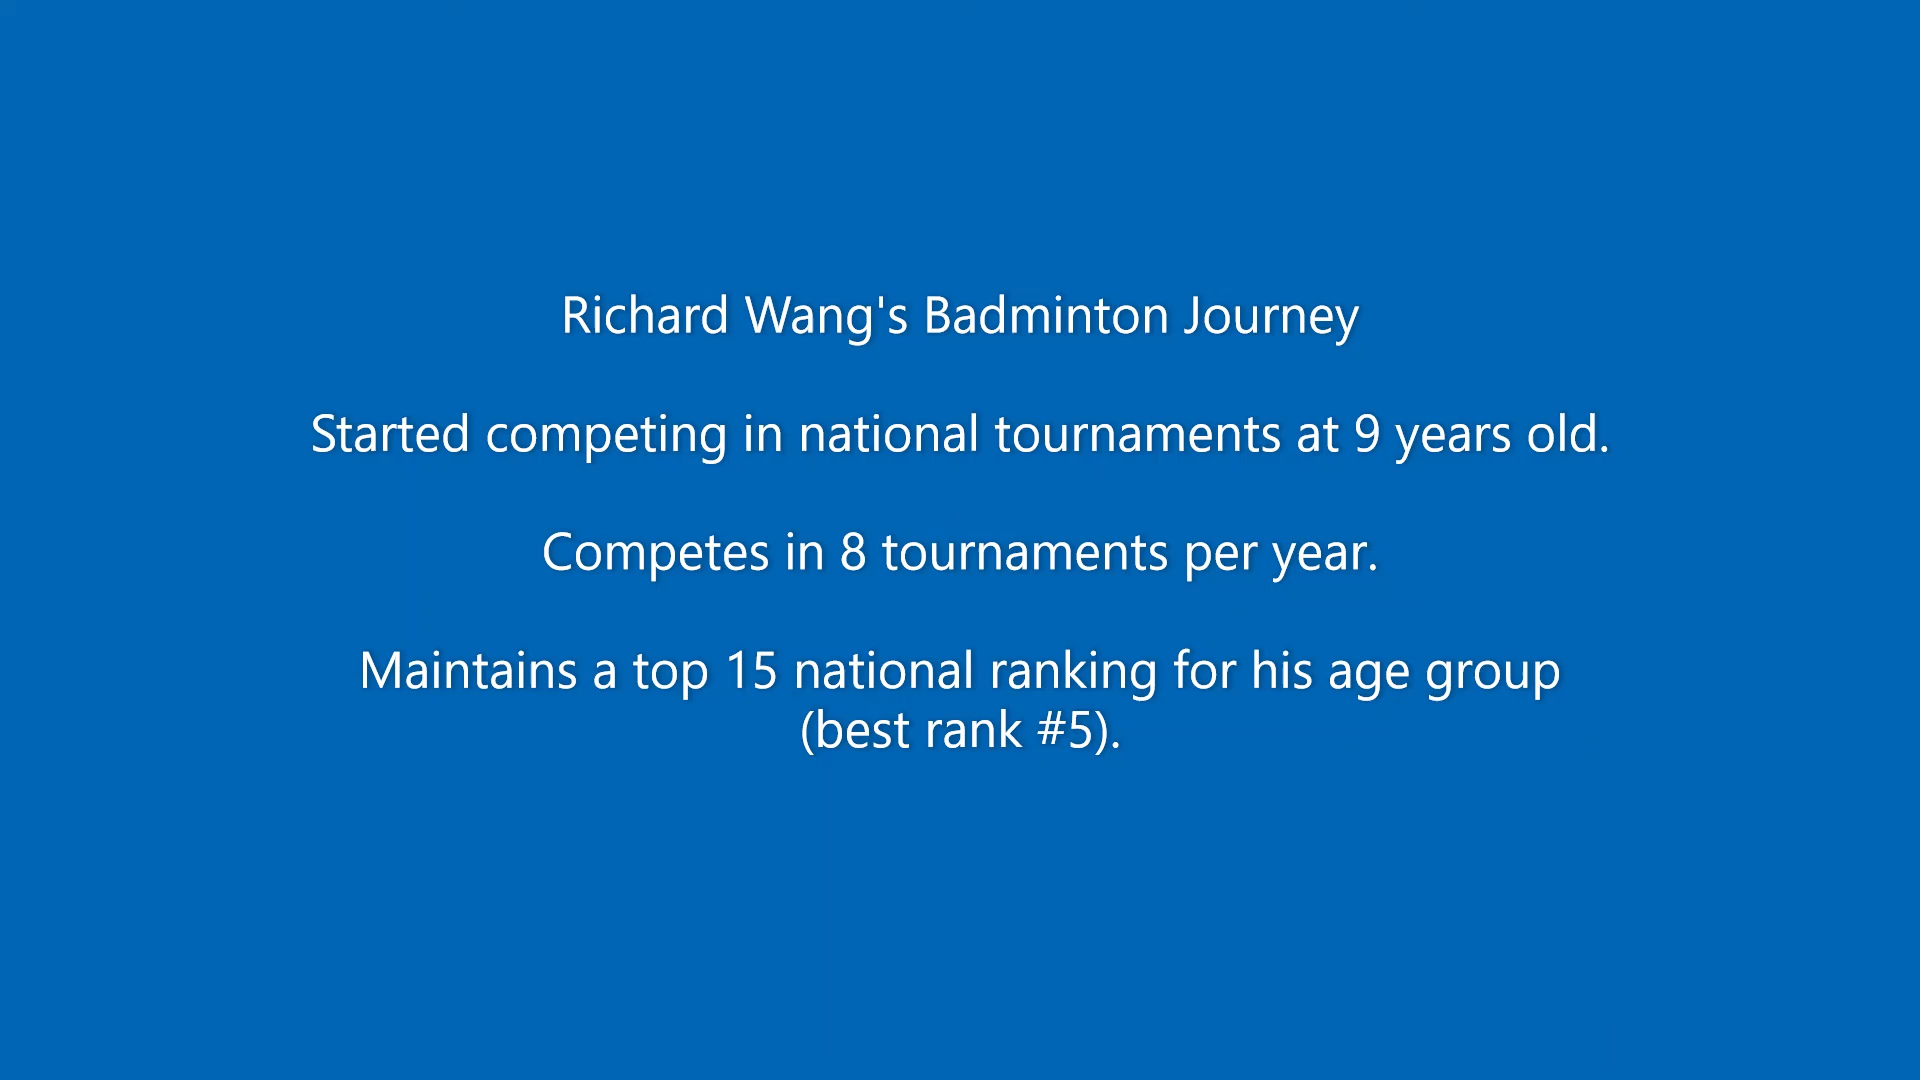 Richard Wang's Badminton Journey
Started competing in national tournaments at 9 years old.
Competes in 8 tournaments per year.
Maintains a top 15 national ranking for his age group
(best rank #5).